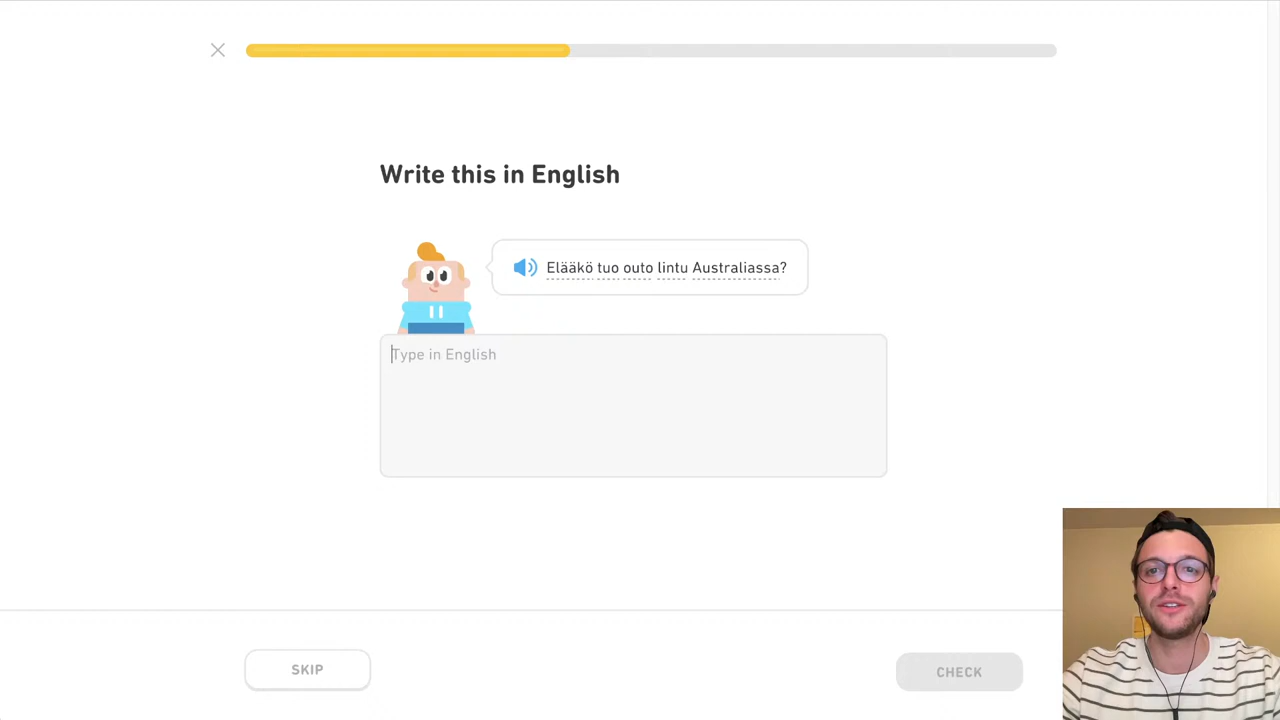 Write this in English
Elääkö tuo outo lintu Australiassa?
Type in English
SKIP
CHECK